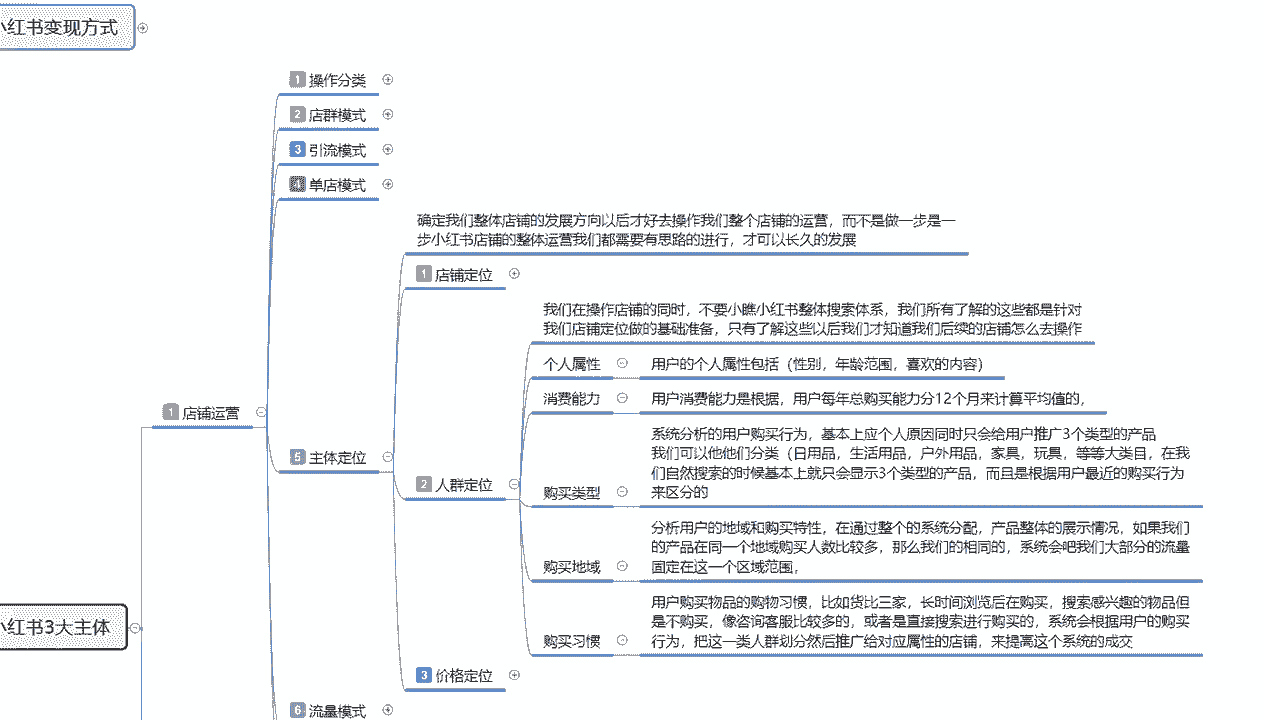 小红书变现方式
1 操作分类
2 店群模式
3 引流模式
4 单店模式
确定我们整体店铺的发展方向以后才好去操作我们整个店铺的运营，而不是做一步是一
步小红书店铺的整体运营我们都需要有思路的进行，才可以长久的发展
1 店铺定位
我们在操作店铺的同时，不要小瞧小红书整体搜索体系，我们所有了解的这些都是针对
我们店铺定位做的基础准备，只有了解这些以后我们才知道我们后续的店铺怎么去操作
个人属性
用户的个人属性包括（性别，年龄范围，喜欢的内容）
消费能力
用户消费能力是根据，用户每年总购买能力分12个月来计算平均值的，
1 店铺运营
5 主体定位
2 人群定位
系统分析的用户购买行为，基本上应个人原因同时只会给用户推广3个类型的产品
我们可以他他们分类（日用品，生活用品，户外用品，家具，玩具，等等大类目，在我
们自然搜索的时候基本上就只会显示3个类型的产品，而且是根据用户最近的购买行为
来区分的
购买类型
分析用户的地域和购买特性，在通过整个的系统分配，产品整体的展示情况，如果我们
的产品在同一个地域购买人数比较多，那么我们的相同的，系统会吧我们大部分的流量
固定在这一个区域范围，
购买地域
用户购买物品的购物习惯，比如货比三家，长时间浏览后在购买，搜索感兴趣的物品但
是不购买，像咨询客服比较多的，或者是直接搜索进行购买的，系统会根据用户的购买
行为，把这一类人群划分然后推广给对应属性的店铺，来提高这个系统的成交
购买习惯
小红书3大主体
3 价格定位
6 流量模式